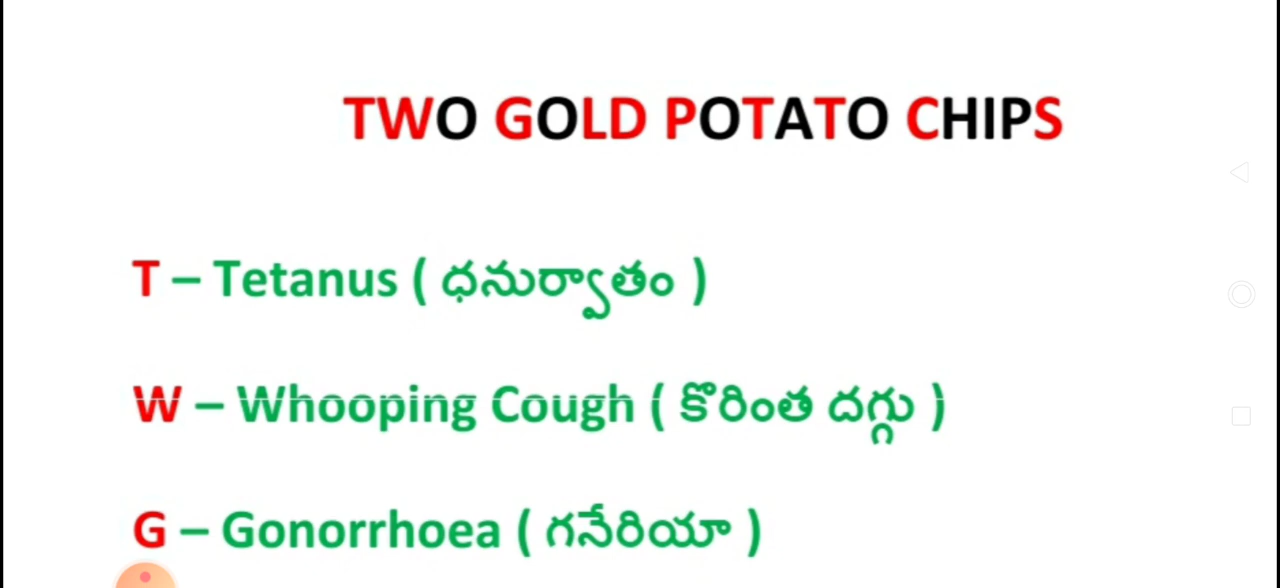 TWO GOLD POTATO CHIPS
T – Tetanus ( ధనుర్వాతం )
W – Whooping Cough ( కొరింత దగ్గు )
G – Gonorrhoea ( గనేరియా )